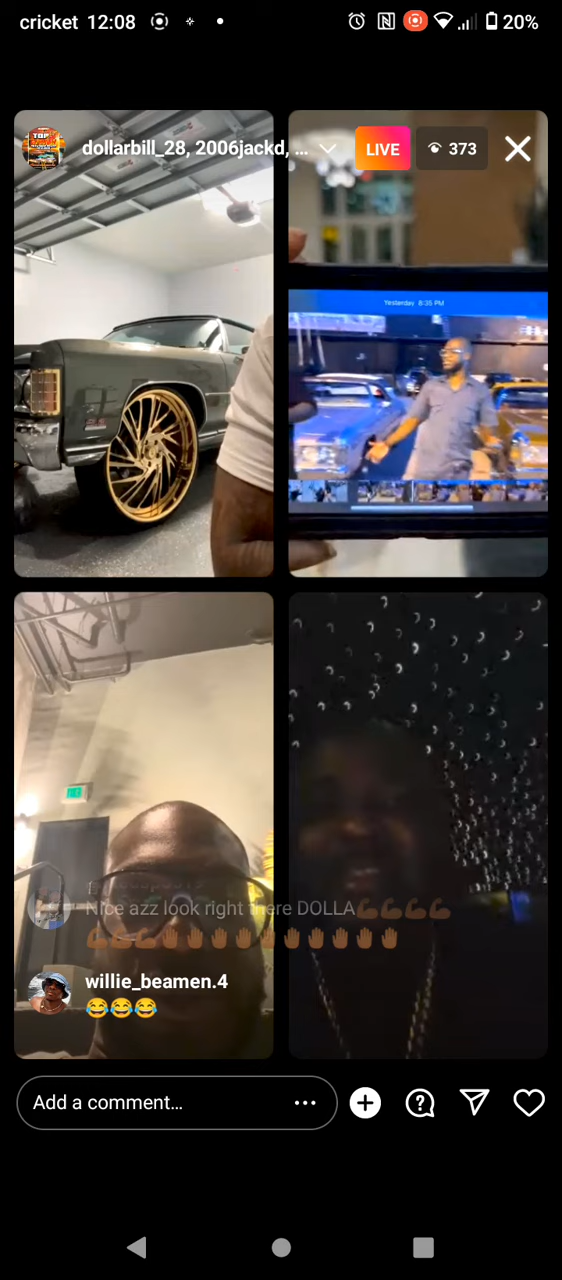 cricket 12:08
20%
TOP
dollarbill_28, 2006jackd, ...
LIVE
373
Yesterday 8:35 PM
Nice azz look right there DOLLA💪🏾💪🏾💪🏾💪🏾
💪🏾💪🏾💪🏾🤚🏾🤚🏾🤚🏾🤚🏾🤚🏾🤚🏾🤚🏾🤚🏾🤚🏾🤚🏾
willie_beamen.4
😂😂😂
Add a comment…